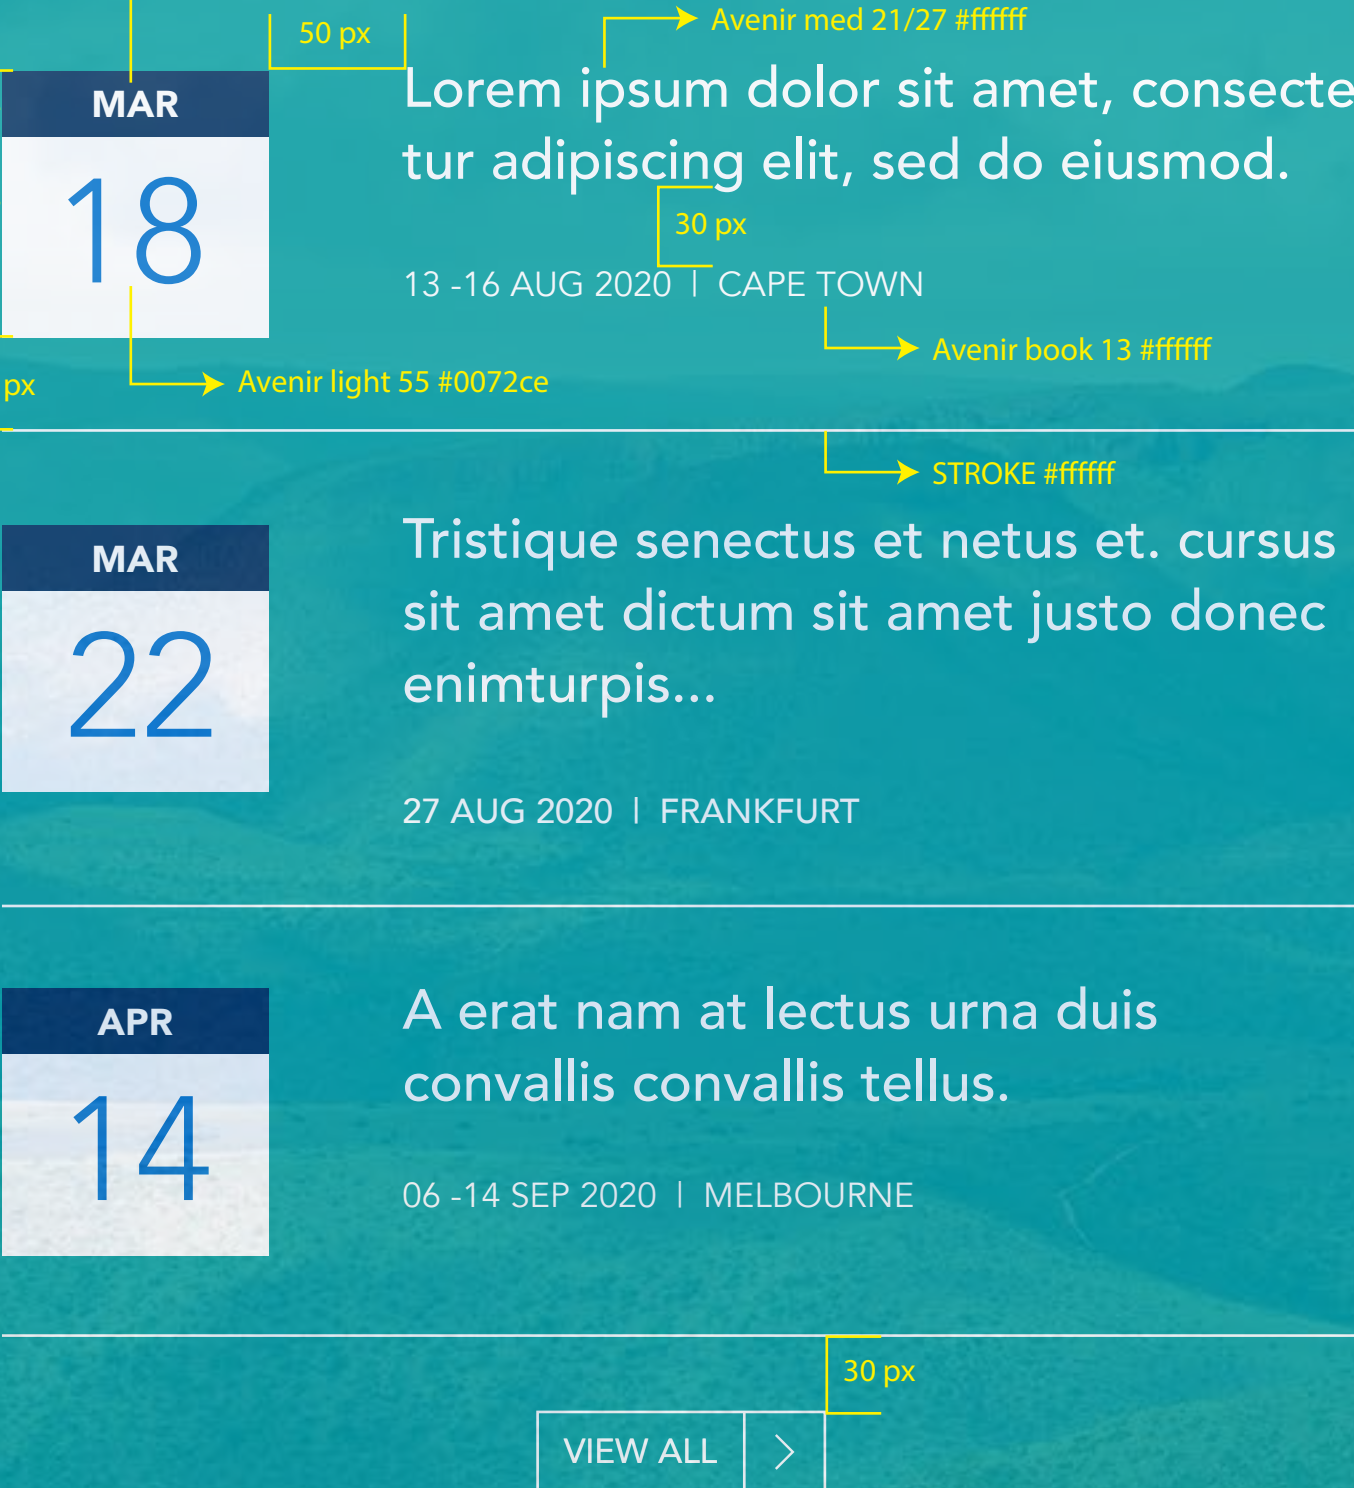 50 px
Avenir med 21/27 #ffffff
MAR
18
Lorem ipsum dolor sit amet, consecte
tur adipiscing elit, sed do eiusmod.
30 px
13 -16 AUG 2020 | CAPE TOWN
Avenir book 13 #ffffff
px
Avenir light 55 #0072ce
STROKE #ffffff
MAR
22
Tristique senectus et netus et. cursus
sit amet dictum sit amet justo donec
enimturpis...
27 AUG 2020 | FRANKFURT
APR
14
A erat nam at lectus urna duis
convallis convallis tellus.
06 -14 SEP 2020 | MELBOURNE
30 px
VIEW ALL >